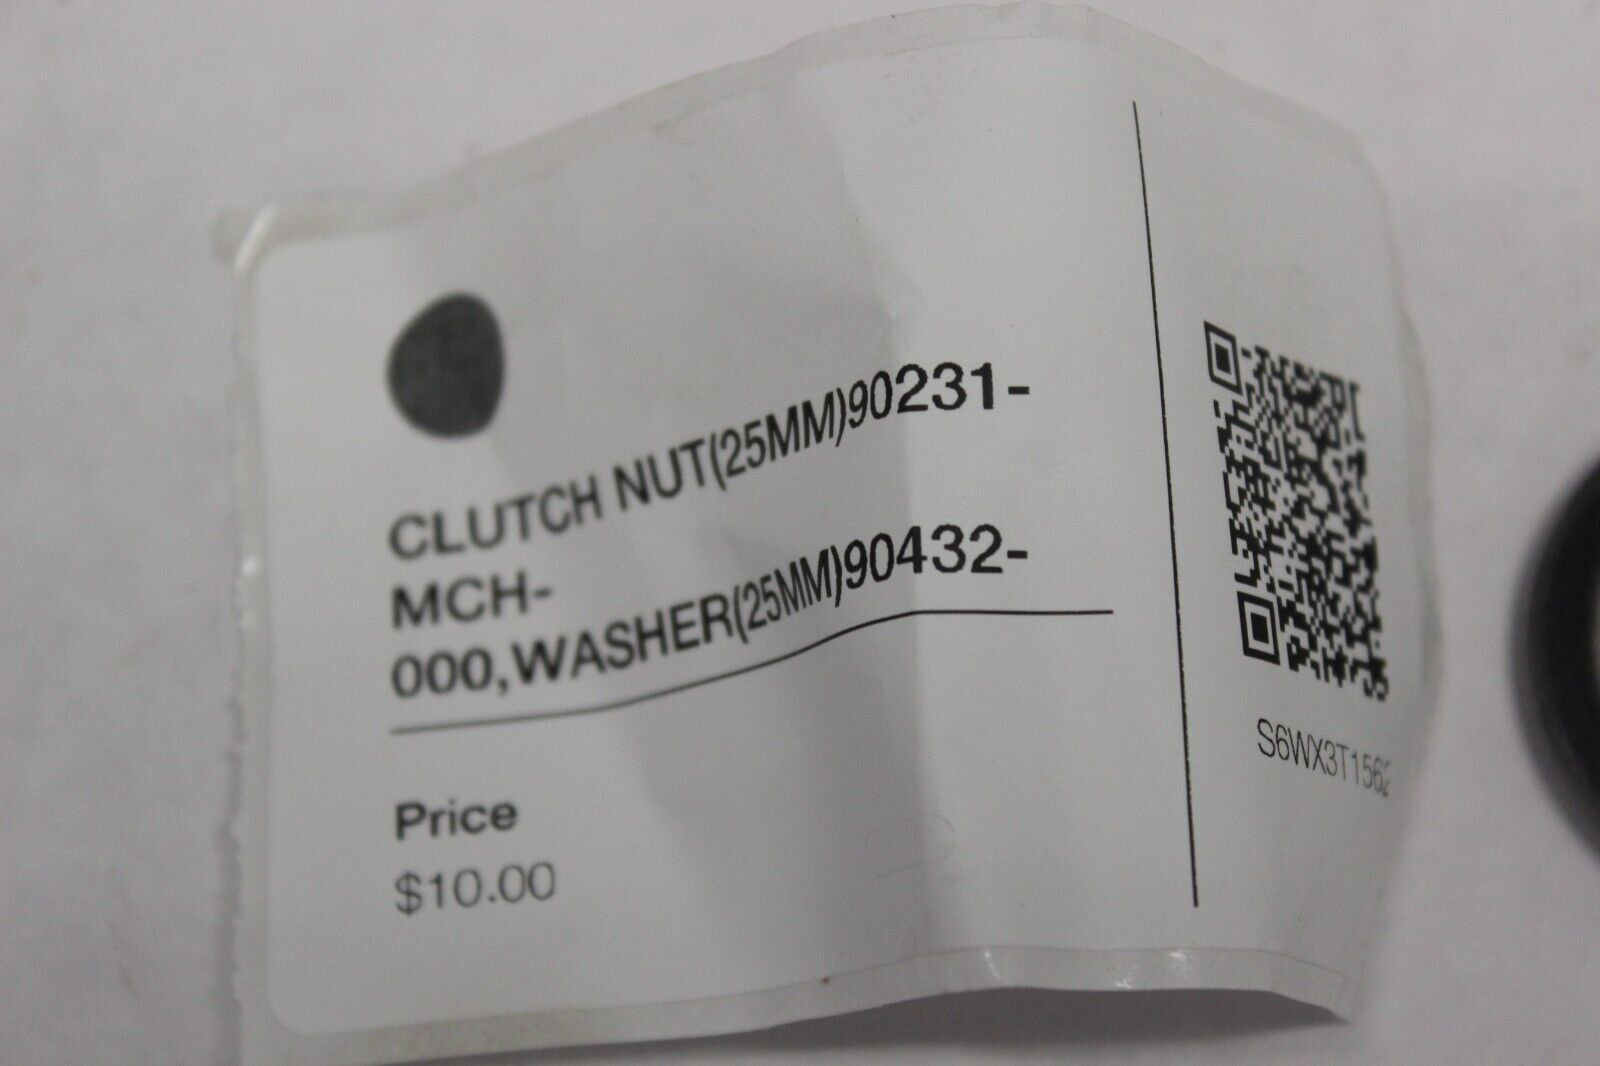 CLUTCH NUT(25MM)90231-
MCH-
000,WASHER(25MM)90432-
Price
$10.00
S6WX3T1562